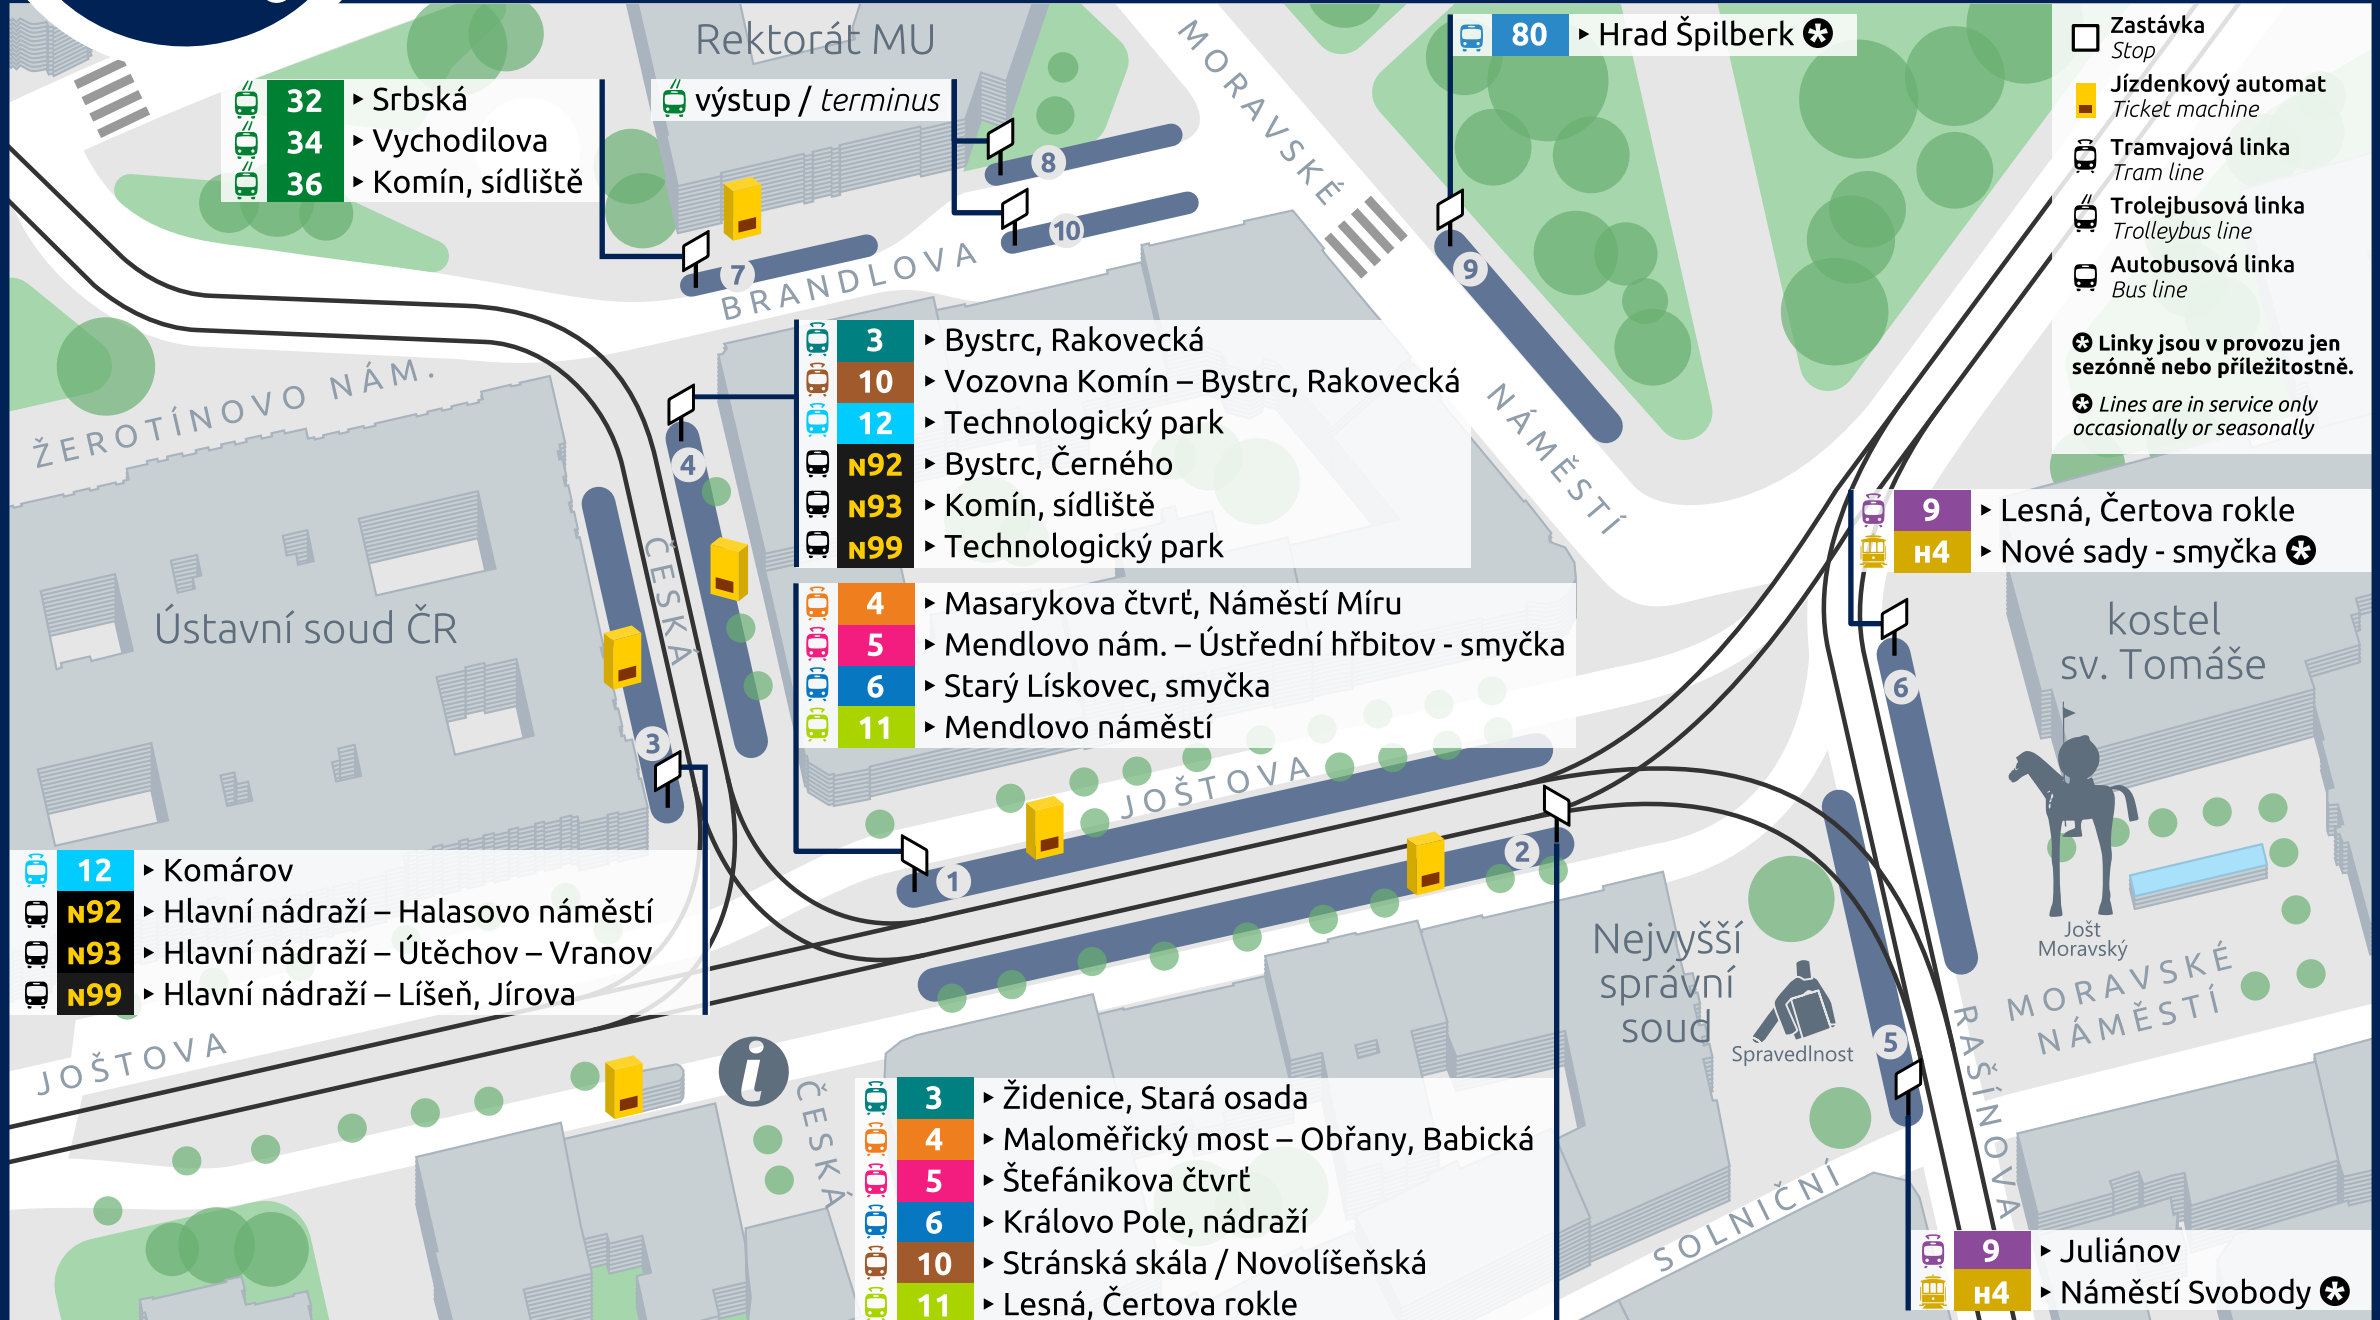 Rektorát MU
MORAVSKÉ
NÁMĚSTÍ
80 Hrad Špilberk
Zastávka
Stop
Jízdenkový automat
Ticket machine
Tramvajová linka
Tram line
Trolejbusová linka
Trolleybus line
Autobusová linka
Bus line
Linky jsou v provozu jen
sezónně nebo příležitostně.
Lines are in service only
occasionally or seasonally
32 Srbská
34 Vychodilova
36 Komín, sídliště
výstup / terminus
8
10
7
9
BRANDLOVA
ŽEROTÍNOVO NÁM.
3 Bystrc, Rakovecká
10 Vozovna Komín – Bystrc, Rakovecká
12 Technologický park
N92 Bystrc, Černého
N93 Komín, sídliště
N99 Technologický park
4
ČESKÁ
Ústavní soud ČR
3
4 Masarykova čtvrť, Náměstí Míru
5 Mendlovo nám. – Ústřední hřbitov - smyčka
6 Starý Lískovec, smyčka
11 Mendlovo náměstí
9 Lesná, Čertova rokle
H4 Nové sady - smyčka
kostel
sv. Tomáše
6
JOŠTOVA
1
2
12 Komárov
N92 Hlavní nádraží – Halasovo náměstí
N93 Hlavní nádraží – Útěchov – Vranov
N99 Hlavní nádraží – Líšeň, Jírova
Jošt
Moravský
MORAVSKÉ
NÁMĚSTÍ
Nejvyšší
správní
soud
Spravedlnost
5
RAŠÍNOVA
JOŠTOVA
i
ČESKÁ
SOLNIČNÍ
3 Židenice, Stará osada
4 Maloměřický most – Obřany, Babická
5 Štefánikova čtvrť
6 Královo Pole, nádraží
10 Stránská skála / Novolíšeňská
11 Lesná, Čertova rokle
9 Juliánov
H4 Náměstí Svobody